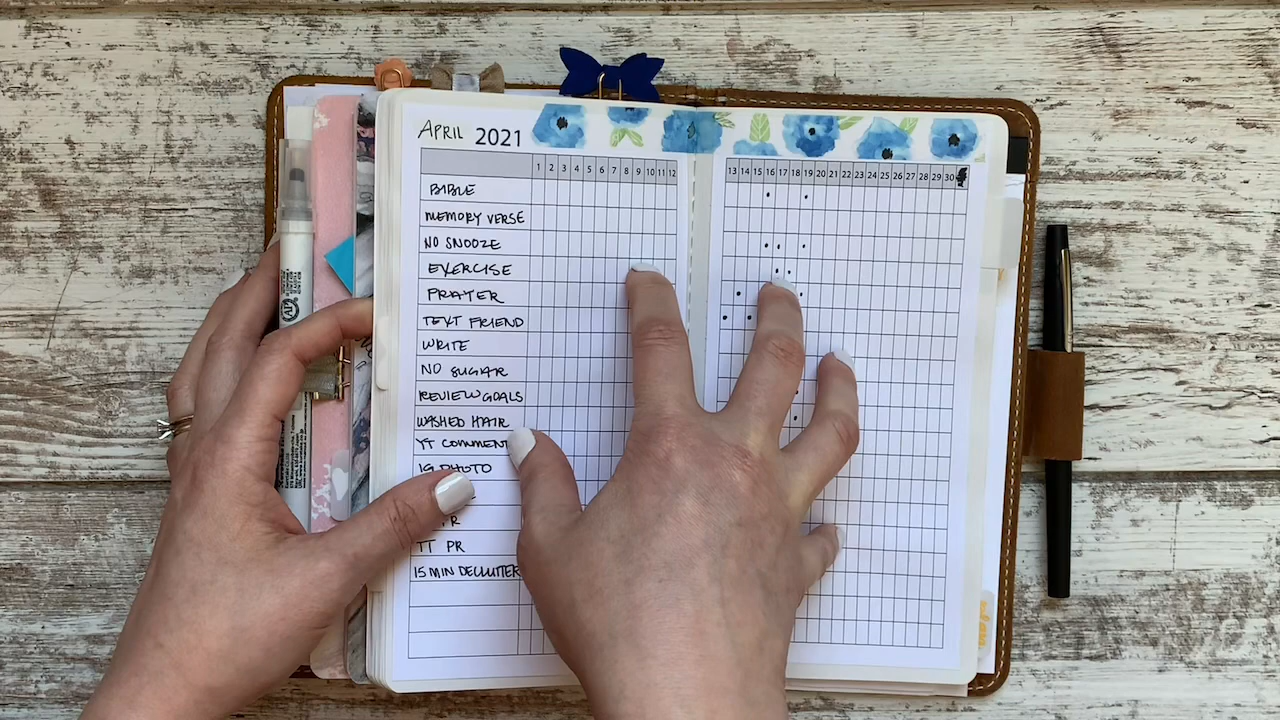 APRIL 2021
1 2 3 4 5 6 7 8 9 10 11 12 13 14 15 16 17 18 19 20 21 22 23 24 25 26 27 28 29 30
BIBLE
MEMORY VERSE
NO SNOOZE
EXERCISE
PRAYER
TEXT FRIEND
WRITE
NO SUGAR
REVIEW GOALS
WASHED HAIR
YT COMMENT
IG PHOTO
R
TT PR
15 MIN DECLUTTER